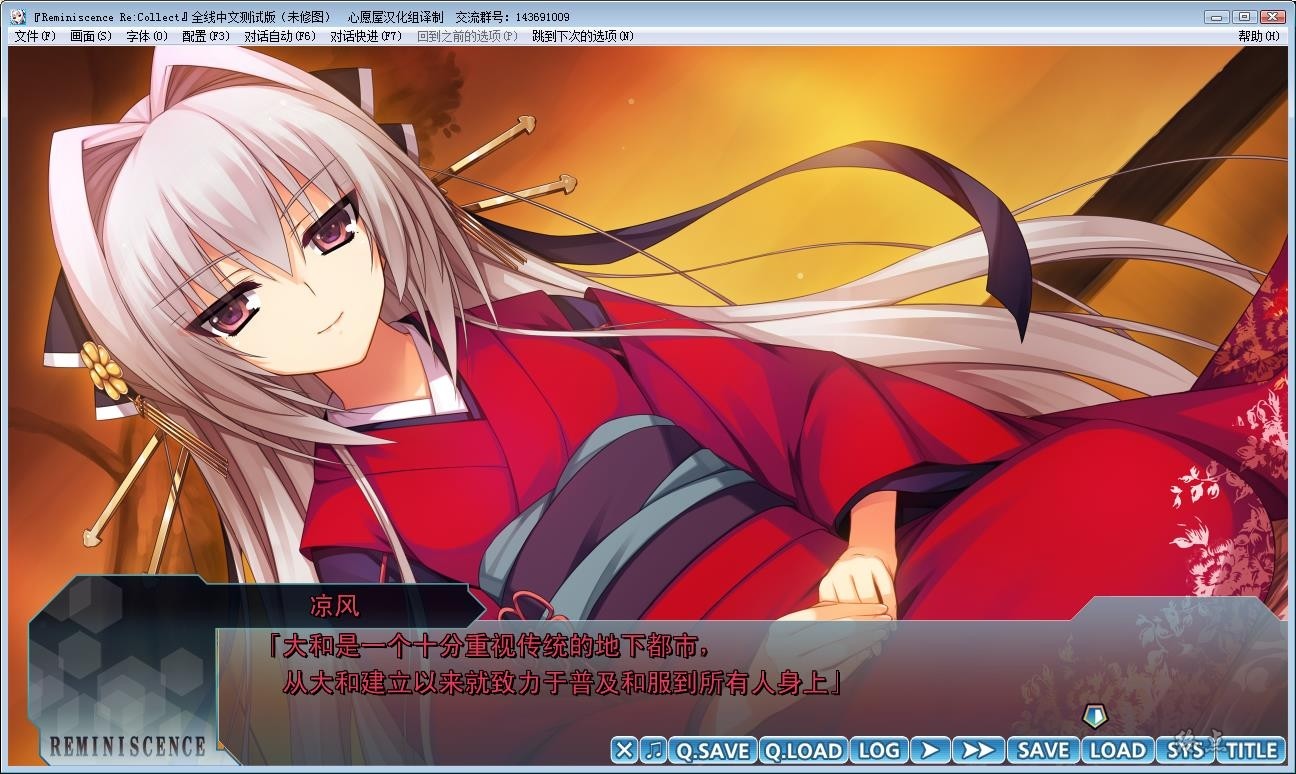 『Reminiscence Re:Collect』全线中文测试版（未修图） 心愿屋汉化组译制 交流群号：143691009
文件(F) 画面(S) 字体(O) 配置(F3) 对话自动(F6) 对话快进(F7) 回到之前的选项(P) 跳到下次的选项(N) 帮助(H)
凉风
「大和是一个十分重视传统的地下都市，
从大和建立以来就致力于普及和服到所有人身上」
REMINISCENCE
Q.SAVE Q.LOAD LOG SAVE LOAD SYS TITLE